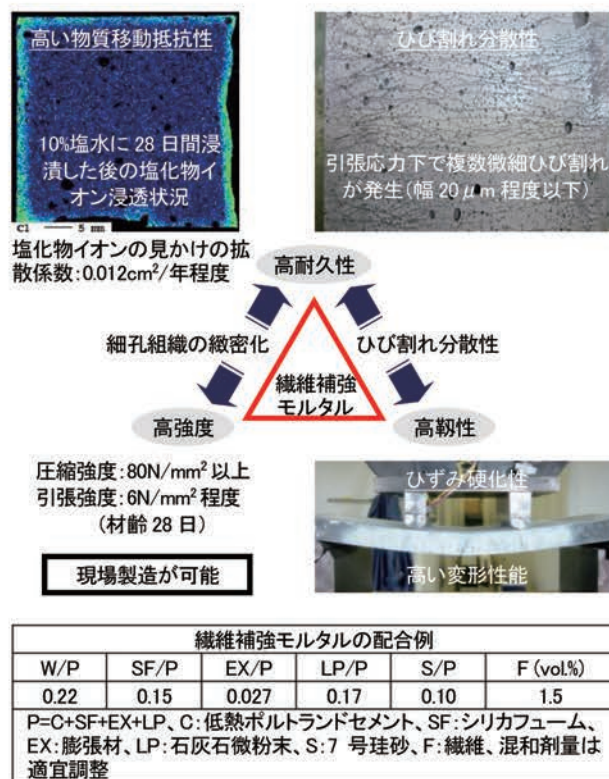 高い物質移動抵抗性
10%塩水に28日間浸
漬した後の塩化物イ
オン浸透状況
Cl 5 mm
塩化物イオンの見かけの拡
散係数:0.012cm²/年程度
ひび割れ分散性
引張応力下で複数微細ひび割れ
が発生(幅20μm程度以下)
高耐久性
細孔組織の緻密化
ひび割れ分散性
繊維補強
モルタル
高強度
高靱性
圧縮強度:80N/mm²以上
引張強度:6N/mm²程度
(材齢28日)
現場製造が可能
ひずみ硬化性
高い変形性能
繊維補強モルタルの配合例
W/P SF/P EX/P LP/P S/P F(vol.%)
0.22 0.15 0.027 0.17 0.10 1.5
P=C+SF+EX+LP、C:低熱ポルトランドセメント、SF:シリカフューム、
EX:膨張材、LP:石灰石微粉末、S:7号珪砂、F:繊維、混和剤量は
適宜調整